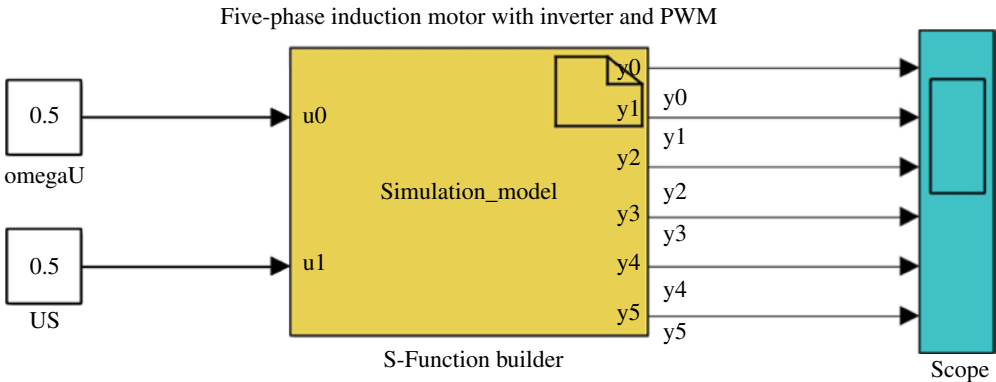 Five-phase induction motor with inverter and PWM
0.5
omegaU
0.5
US
u0
u1
Simulation_model
y0
y1
y2
y3
y4
y5
S-Function builder
y0
y1
y2
y3
y4
y5
Scope